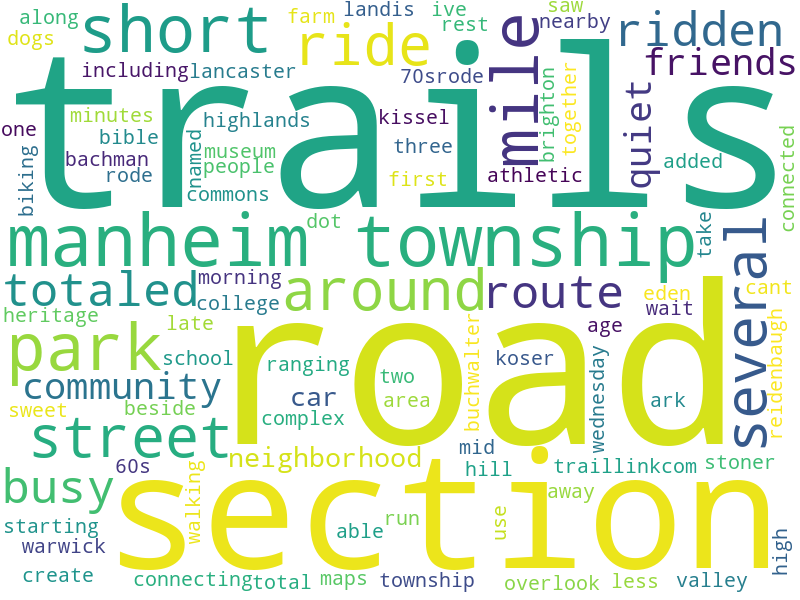 along
dogs
short
farm
landis
ive
rest
saw
nearby
ridden
ride
including
lancaster
70srode
mile
friends
trails
one
minutes
bible
bachman
rode
biking
named
highlands
museum
people
commons
kissel
three
first
athletic
brighton
together
quiet
added
connected
dot
manheim township
take
totaled
morning
college
around
route
eden
wait
cant
several
heritage
late
age
park
school
ranging
road
koser
buchwalter
wednesday
two
area
ark
reidenbaugh
community
car
complex
sweet
beside
street
60s
neighborhood
mid
hill
traillinkcom
stoner
busy
walking
section
away
starting
warwick
able
run
use
high
create
connecting
total
maps
township
overlook
less
valley